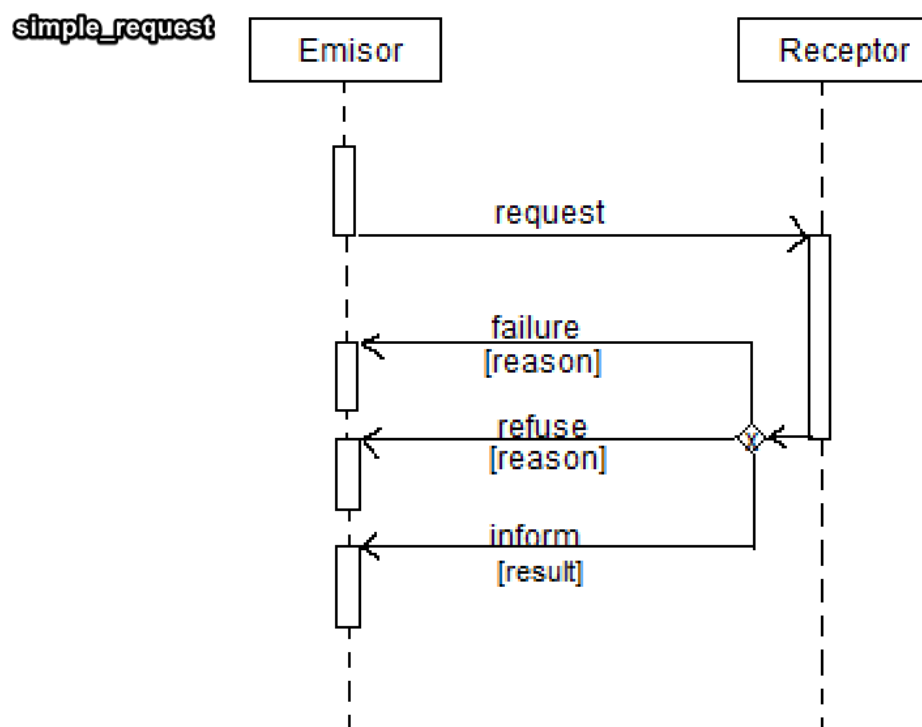 simple_request
Emisor
Receptor
request
failure
[reason]
refuse
[reason]
x
inform
[result]